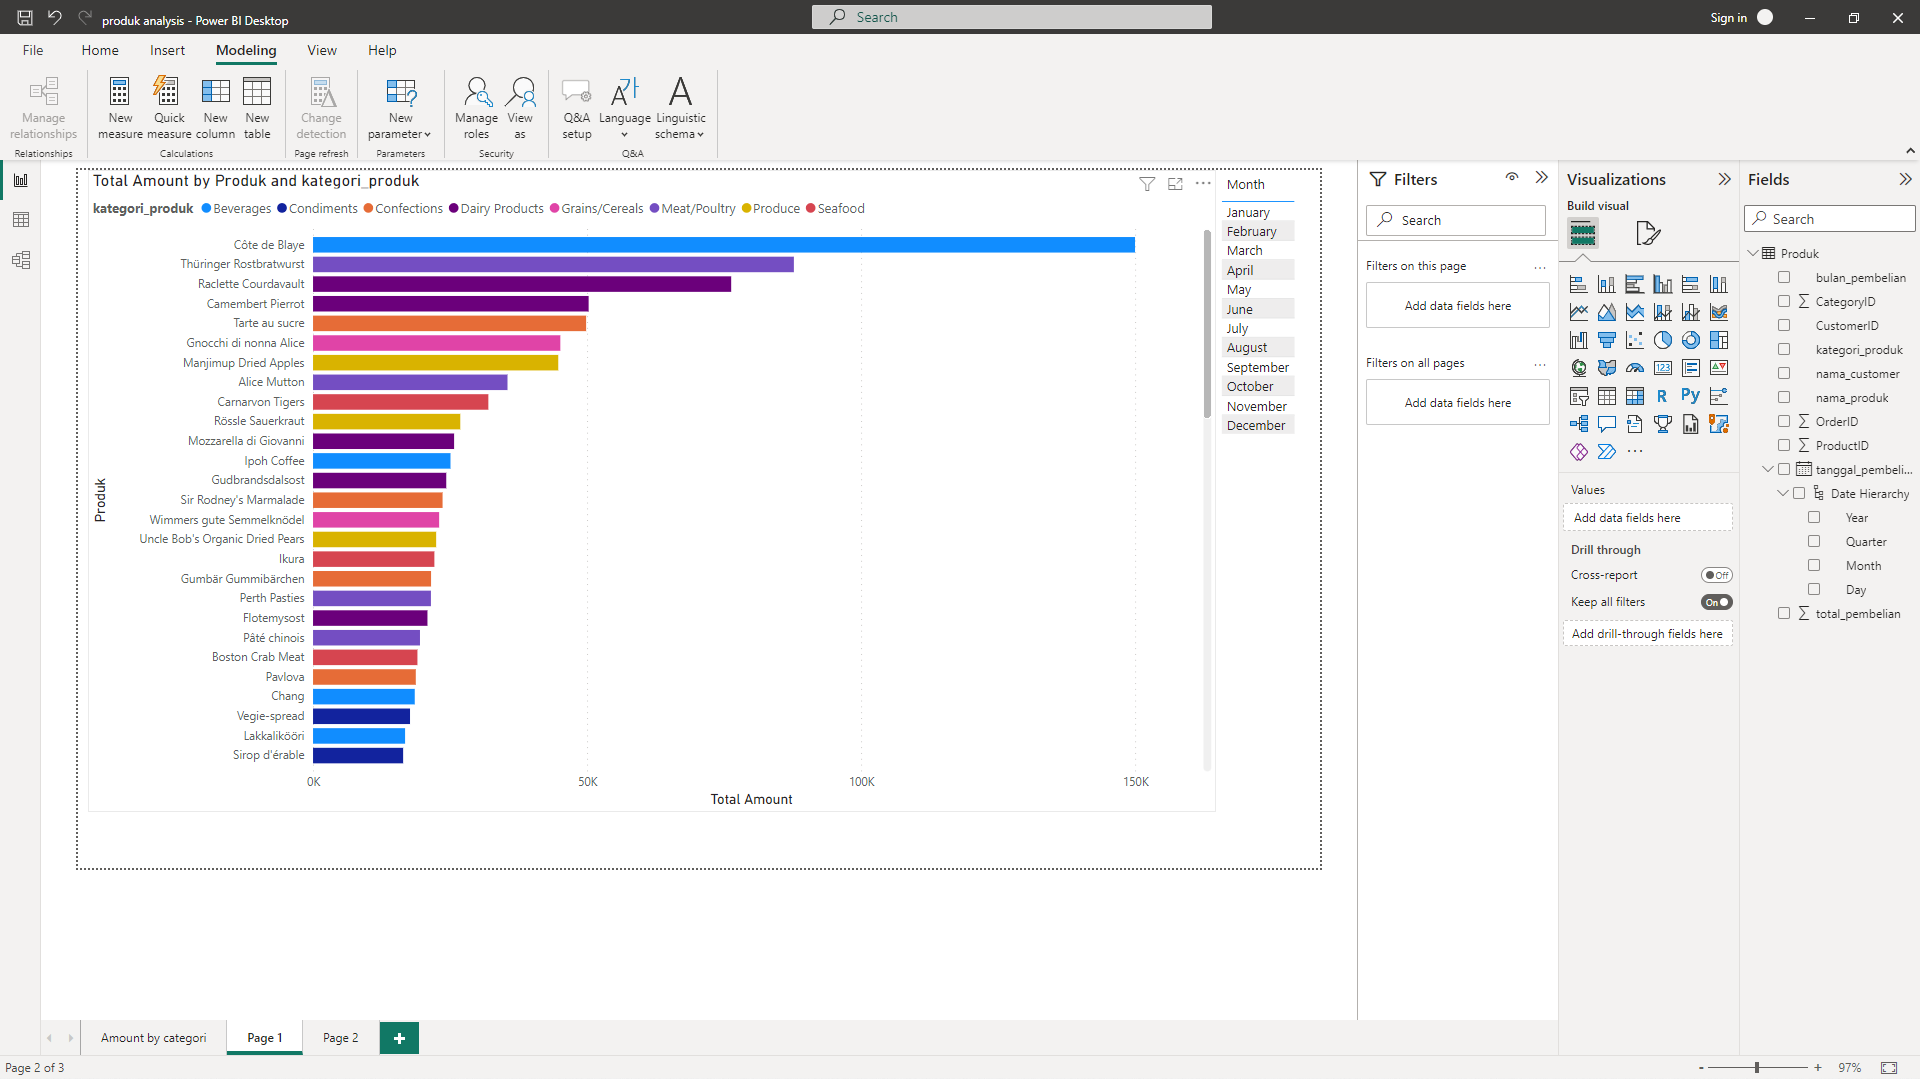 produk analysis - Power BI Desktop
Search
Sign in
File Home Insert Modeling View Help
Manage relationships
New measure
Quick measure
New column
New table
Change detection
New parameter
Manage roles
View as
Q&A setup
Language
Linguistic schema
Relationships
Calculations
Page refresh
Parameters
Security
Q&A
Total Amount by Produk and kategori_produk
kategori_produk Beverages Condiments Confections Dairy Products Grains/Cereals Meat/Poultry Produce Seafood
Produk
Côte de Blaye
Thüringer Rostbratwurst
Raclette Courdavault
Camembert Pierrot
Tarte au sucre
Gnocchi di nonna Alice
Manjimup Dried Apples
Alice Mutton
Carnarvon Tigers
Rössle Sauerkraut
Mozzarella di Giovanni
Ipoh Coffee
Gudbrandsdalsost
Sir Rodney's Marmalade
Wimmers gute Semmelknödel
Uncle Bob's Organic Dried Pears
Ikura
Gumbär Gummibärchen
Perth Pasties
Flotemysost
Pâté chinois
Boston Crab Meat
Pavlova
Chang
Vegie-spread
Lakkalikööri
Sirop d'érable
0K 50K 100K 150K
Total Amount
Month
January
February
March
April
May
June
July
August
September
October
November
December
Filters
Search
Filters on this page
...
Add data fields here
Filters on all pages
...
Add data fields here
Visualizations
Build visual
123
R
Py
...
Values
Add data fields here
Drill through
Cross-report Off
Keep all filters On
Add drill-through fields here
Fields
Search
Produk
bulan_pembelian
∑ CategoryID
CustomerID
kategori_produk
nama_customer
nama_produk
∑ OrderID
∑ ProductID
tanggal_pembeli...
Date Hierarchy
Year
Quarter
Month
Day
∑ total_pembelian
Amount by categori
Page 1
Page 2
+
Page 2 of 3
- + 97%